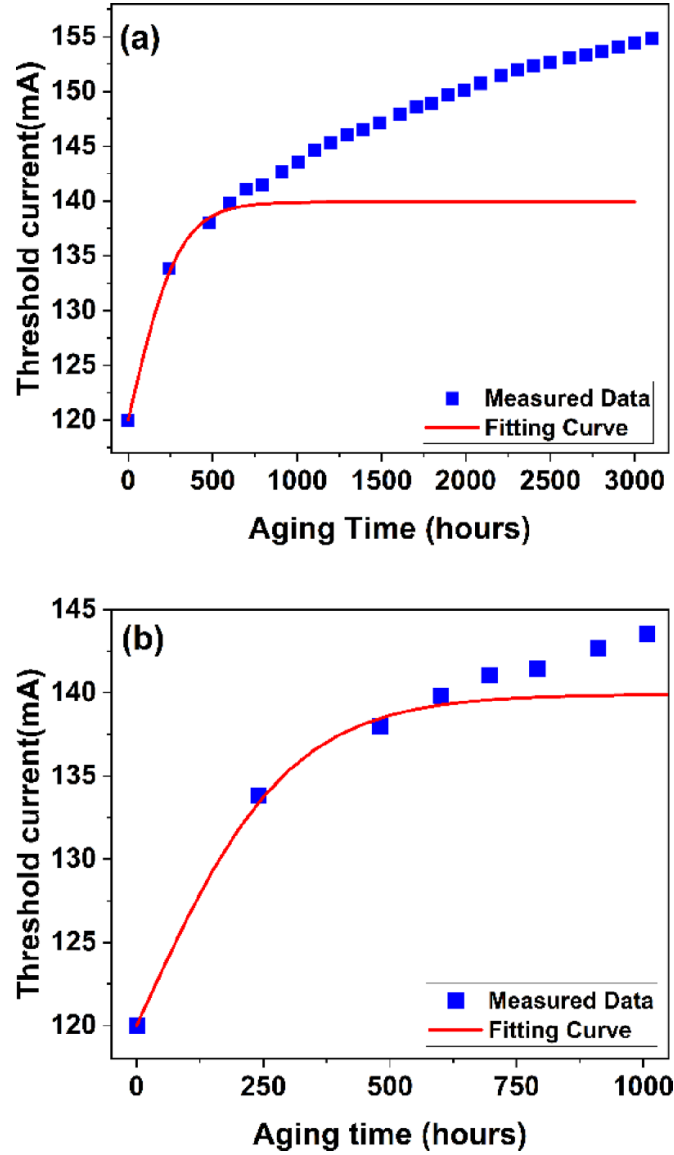 (a)
Threshold current(mA)
155
150
145
140
135
130
125
120
Measured Data
Fitting Curve
0 500 1000 1500 2000 2500 3000
Aging Time (hours)
(b)
Threshold current(mA)
145
140
135
130
125
120
Measured Data
Fitting Curve
0 250 500 750 1000
Aging time (hours)